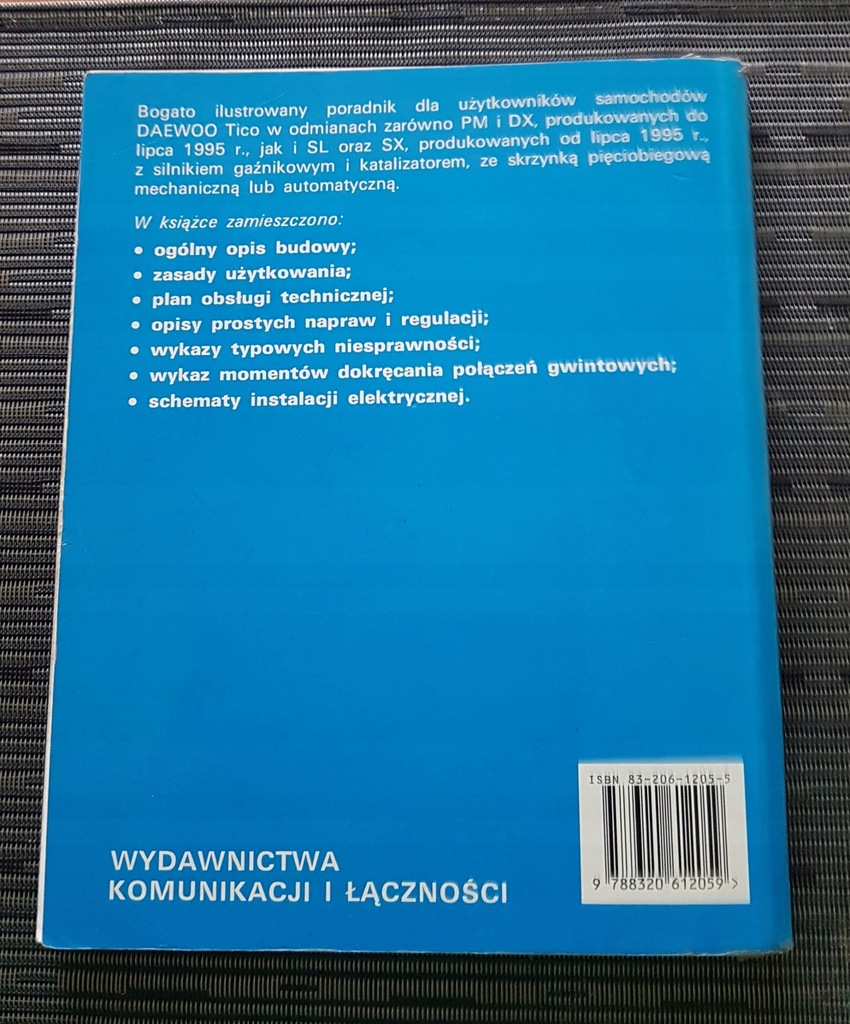 Bogato ilustrowany poradnik dla użytkowników samochodów
DAEWOO Tico w odmianach zarówno PM i DX, produkowanych do
lipca 1995 r., jak i SL oraz SX, produkowanych od lipca 1995 r.,
z silnikiem gaźnikowym i katalizatorem, ze skrzynką pięciobiegową
mechaniczną lub automatyczną.
W książce zamieszczono:
• ogólny opis budowy;
• zasady użytkowania;
• plan obsługi technicznej;
• opisy prostych napraw i regulacji;
• wykazy typowych niesprawności;
• wykaz momentów dokręcania połączeń gwintowych;
• schematy instalacji elektrycznej.
ISBN 83-206-1205-5
9 788320 612059 >
WYDAWNICTWA
KOMUNIKACJI I ŁĄCZNOŚCI